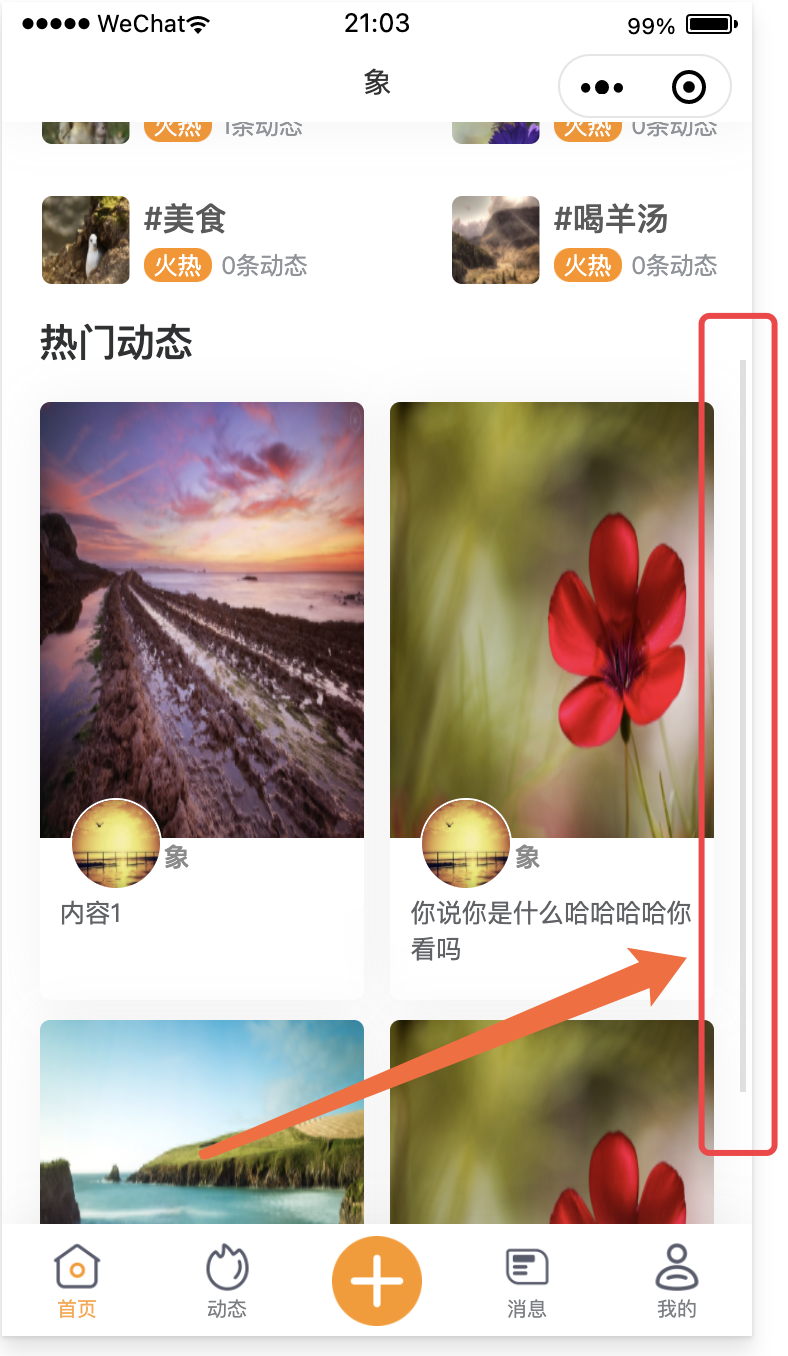 WeChat 21:03 99%
象
火热 1条动态 火热 0条动态
#美食 #喝羊汤
火热 0条动态 火热 0条动态
热门动态
象 象
内容1 你说你是什么哈哈哈哈你
看吗
首页 动态 消息 我的